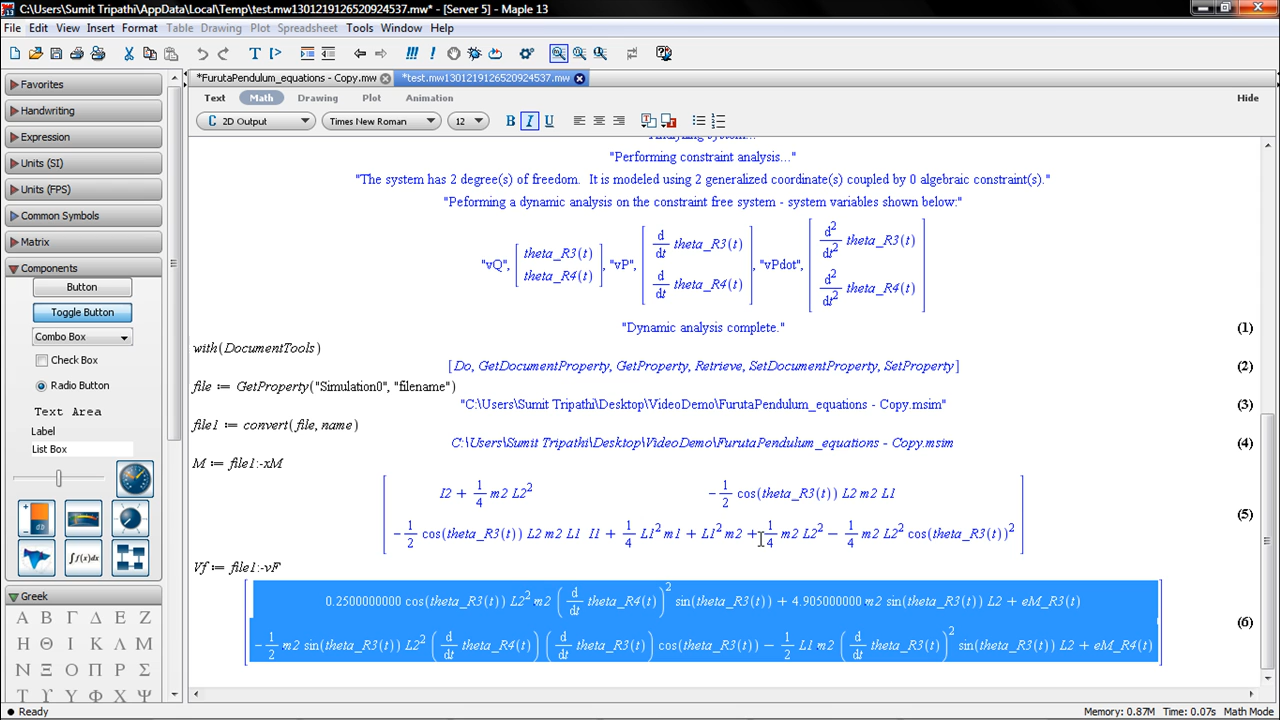 C:\Users\Sumit Tripathi\AppData\Local\Temp\test.mw1301219126520924537.mw* - [Server 5] - Maple 13
File Edit View Insert Format Table Drawing Plot Spreadsheet Tools Window Help
*FurutaPendulum_equations - Copy.mw *test.mw1301219126520924537.mw
Text Math Drawing Plot Animation Hide
C 2D Output Times New Roman 12 B I U
Favorites
Handwriting
Expression
Units (SI)
Units (FPS)
Common Symbols
Matrix
Components
Button
Toggle Button
Combo Box
Check Box
Radio Button
Text Area
Label
List Box
Greek
Α Β Γ Δ Ε Ζ
Η Θ Ι Κ Λ Μ
Ν Ξ Ο Π Ρ Σ
"Analyzing system..."
"Performing constraint analysis..."
"The system has 2 degree(s) of freedom. It is modeled using 2 generalized coordinate(s) coupled by 0 algebraic constraint(s)."
"Peforming a dynamic analysis on the constraint free system - system variables shown below:"
"vQ", [theta_R3(t) theta_R4(t)], "vP", [d/dt theta_R3(t) d/dt theta_R4(t)], "vPdot", [d²/dt² theta_R3(t) d²/dt² theta_R4(t)]
"Dynamic analysis complete." (1)
with(DocumentTools)
[Do, GetDocumentProperty, GetProperty, Retrieve, SetDocumentProperty, SetProperty] (2)
file := GetProperty("Simulation0", "filename")
"C:\Users\Sumit Tripathi\Desktop\VideoDemo\FurutaPendulum_equations - Copy.msim" (3)
file1 := convert(file, name)
C:\Users\Sumit Tripathi\Desktop\VideoDemo\FurutaPendulum_equations - Copy.msim (4)
M := file1:-xM
I2 + 1/4 m2 L2² -1/2 cos(theta_R3(t)) L2 m2 L1
-1/2 cos(theta_R3(t)) L2 m2 L1 I1 + 1/4 L1² m1 + L1² m2 + 1/4 m2 L2² - 1/4 m2 L2² cos(theta_R3(t))² (5)
Vf := file1:-vF
0.2500000000 cos(theta_R3(t)) L2² m2 (d/dt theta_R4(t))² sin(theta_R3(t)) + 4.905000000 m2 sin(theta_R3(t)) L2 + eM_R3(t)
-1/2 m2 sin(theta_R3(t)) L2² (d/dt theta_R4(t)) (d/dt theta_R3(t)) cos(theta_R3(t)) - 1/2 L1 m2 (d/dt theta_R3(t))² sin(theta_R3(t)) L2 + eM_R4(t) (6)
Ready Memory: 0.87M Time: 0.07s Math Mode